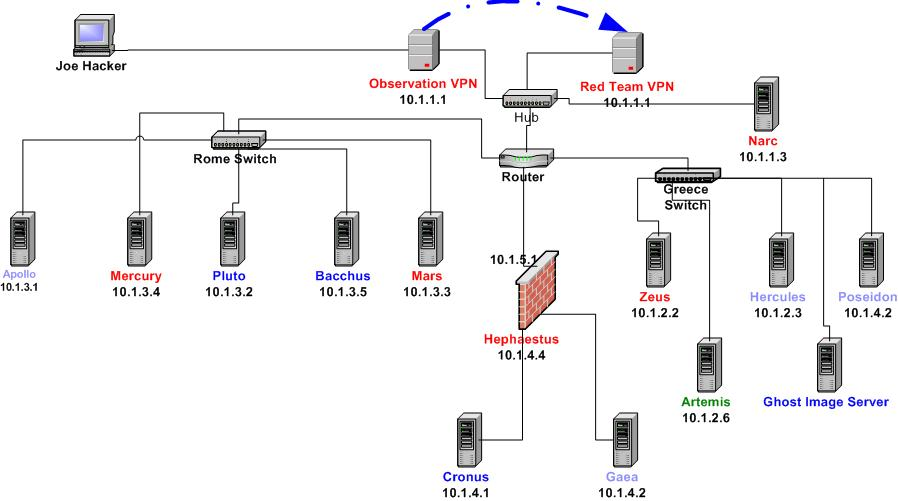 Joe Hacker
Observation VPN
10.1.1.1
Red Team VPN
10.1.1.1
Hub
Narc
10.1.1.3
Rome Switch
Router
Greece
Switch
Apollo
10.1.3.1
Mercury
10.1.3.4
Pluto
10.1.3.2
Bacchus
10.1.3.5
Mars
10.1.3.3
10.1.5.1
Zeus
10.1.2.2
Hercules
10.1.2.3
Poseidon
10.1.4.2
Hephaestus
10.1.4.4
Artemis
10.1.2.6
Ghost Image Server
Cronus
10.1.4.1
Gaea
10.1.4.2